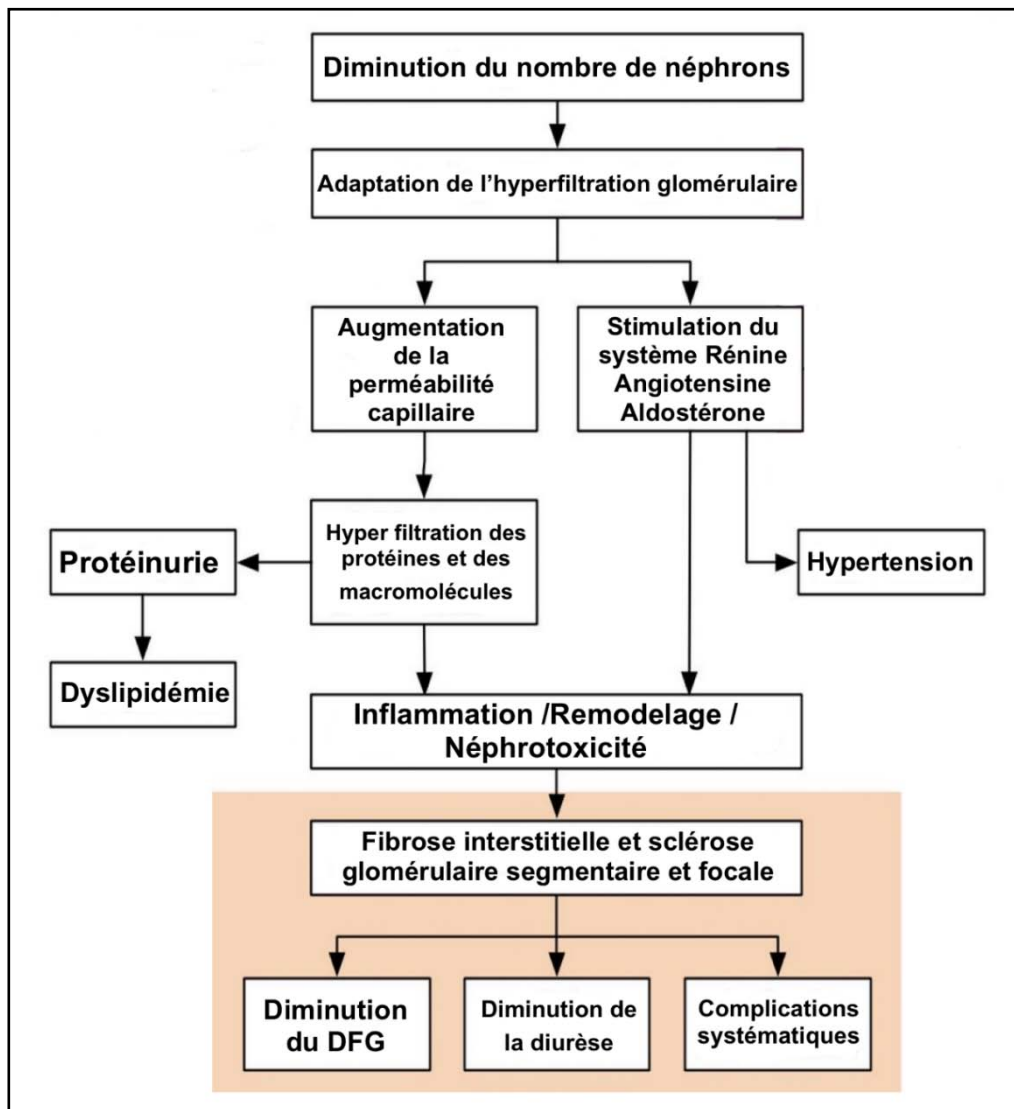 Diminution du nombre de néphrons
Adaptation de l’hyperfiltration glomérulaire
Augmentation
de la
perméabilité
capillaire
Stimulation du
système Rénine
Angiotensine
Aldostérone
Hyper filtration des
protéines et des
macromolécules
Protéinurie
Hypertension
Dyslipidémie
Inflammation /Remodelage /
Néphrotoxicité
Fibrose interstitielle et sclérose
glomérulaire segmentaire et focale
Diminution
du DFG
Diminution de
la diurèse
Complications
systématiques